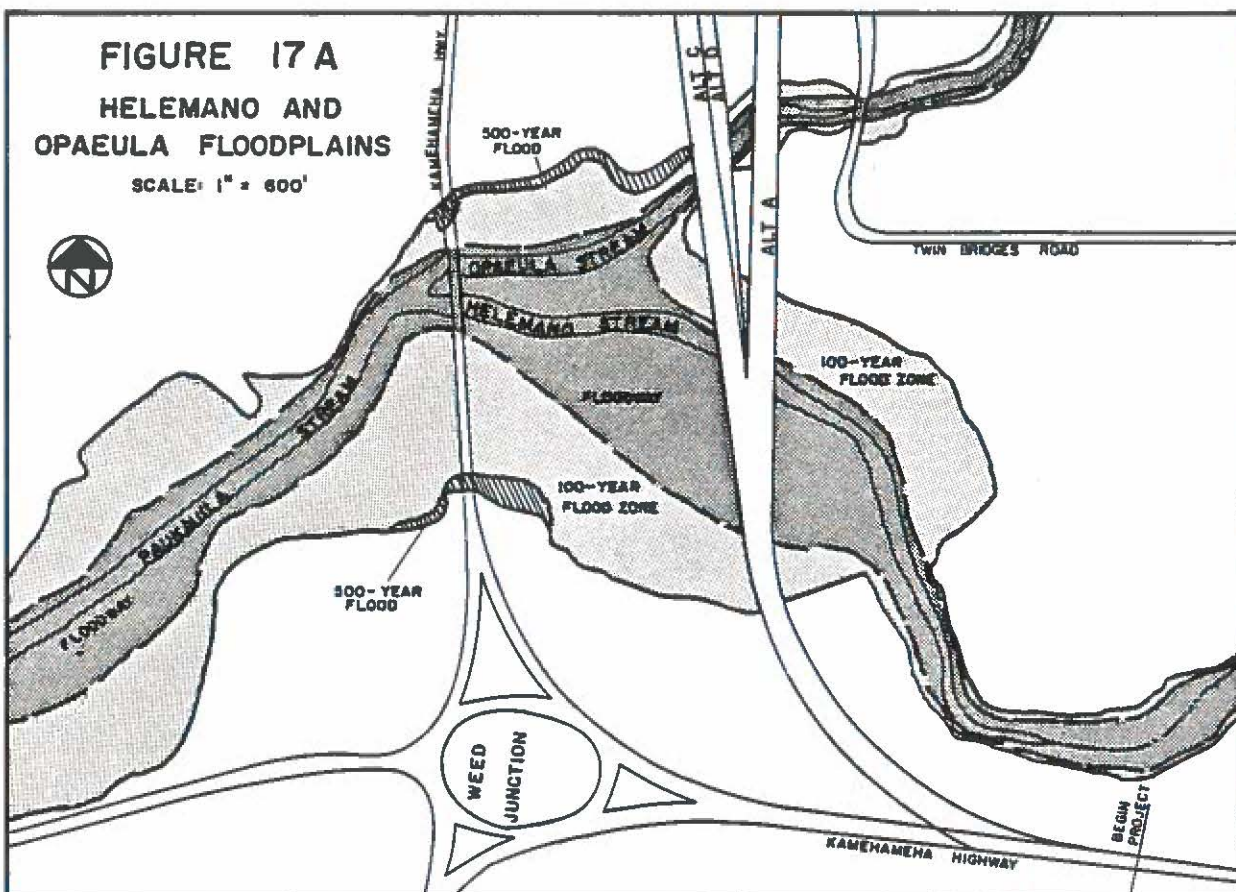 FIGURE 17A
HELEMANO AND
OPAEULA FLOODPLAINS
SCALE: 1" = 600'
N
KAMEHAMEHA HWY
500-YEAR
FLOOD
ALT C
ALT D
ALT A
TWIN BRIDGES ROAD
OPAEULA STREAM
HELEMANO STREAM
100-YEAR
FLOOD ZONE
FLOODWAY
PAUKAUILA STREAM
100-YEAR
FLOOD ZONE
500-YEAR
FLOOD
FLOODWAY
WEED
JUNCTION
BEGIN
PROJECT
KAMEHAMEHA HIGHWAY